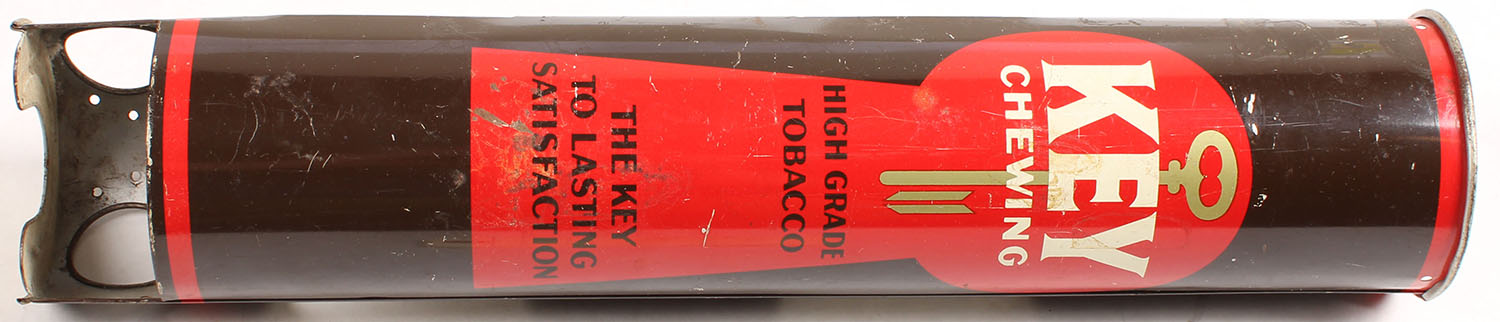 KEY
CHEWING
HIGH GRADE
TOBACCO
THE KEY
TO LASTING
SATISFACTION